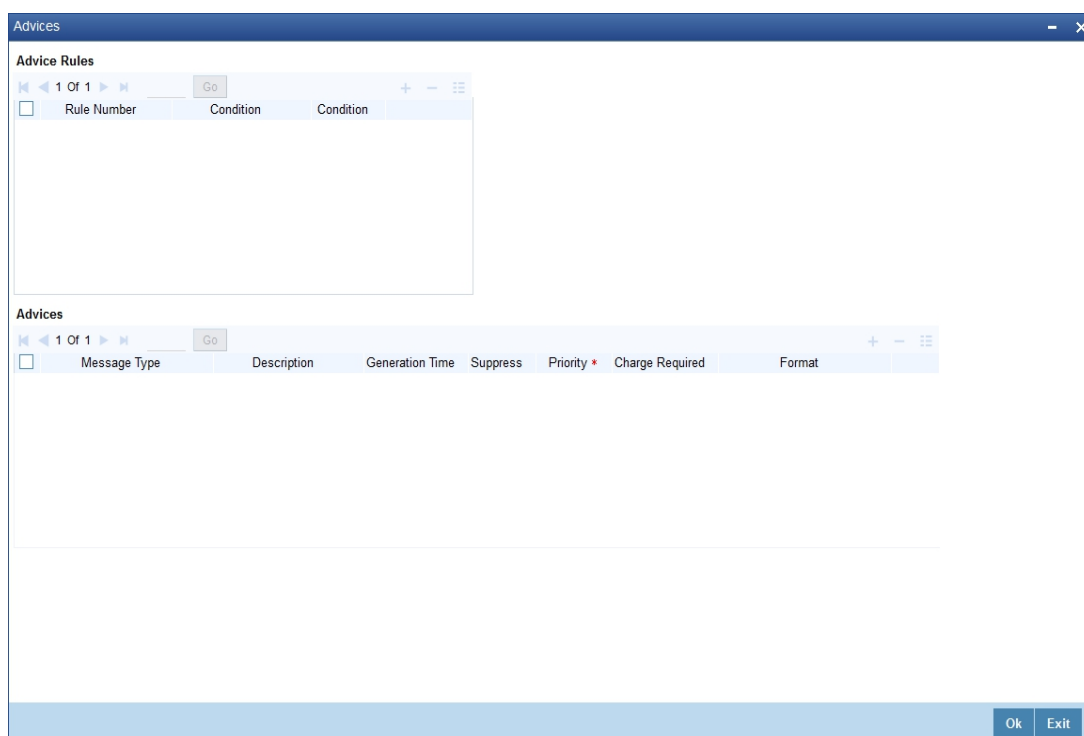 Advices
Advice Rules
1 Of 1 Go
Rule Number Condition Condition
Advices
1 Of 1 Go
Message Type Description Generation Time Suppress Priority * Charge Required Format
Ok Exit